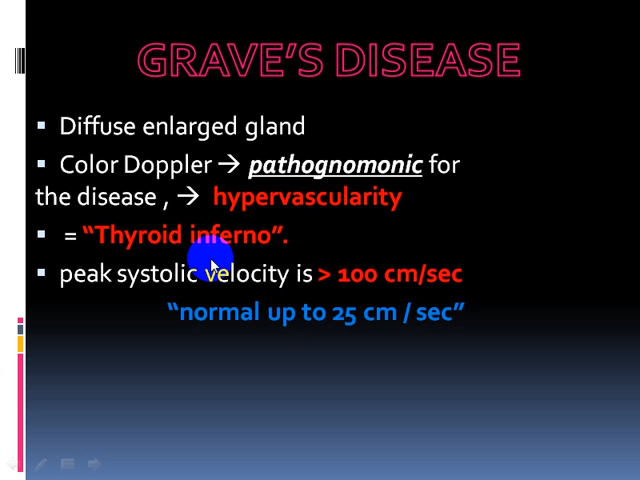 GRAVE'S DISEASE
▪ Diffuse enlarged gland
▪ Color Doppler → pathognomonic for
the disease , → hypervascularity
▪ = “Thyroid inferno”.
▪ peak systolic velocity is > 100 cm/sec
“normal up to 25 cm / sec”